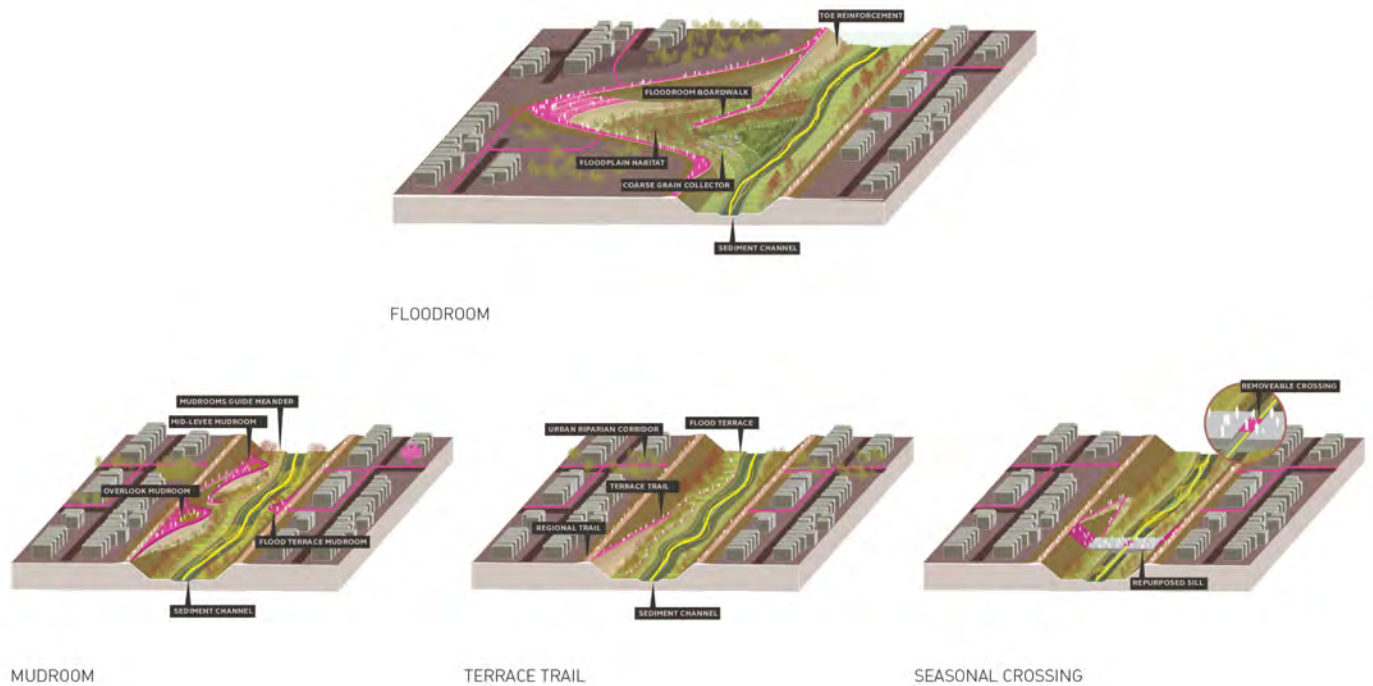 TOE REINFORCEMENT
FLOODROOM BOARDWALK
FLOODPLAIN HABITAT
COARSE GRAIN COLLECTOR
SEDIMENT CHANNEL
FLOODROOM
MUDROOMS GUIDE MEANDER
MID-LEVEE MUDROOM
OVERLOOK MUDROOM
FLOOD TERRACE MUDROOM
SEDIMENT CHANNEL
MUDROOM
URBAN RIPARIAN CORRIDOR
FLOOD TERRACE
TERRACE TRAIL
REGIONAL TRAIL
SEDIMENT CHANNEL
TERRACE TRAIL
REMOVEABLE CROSSING
REPURPOSED SILL
SEASONAL CROSSING